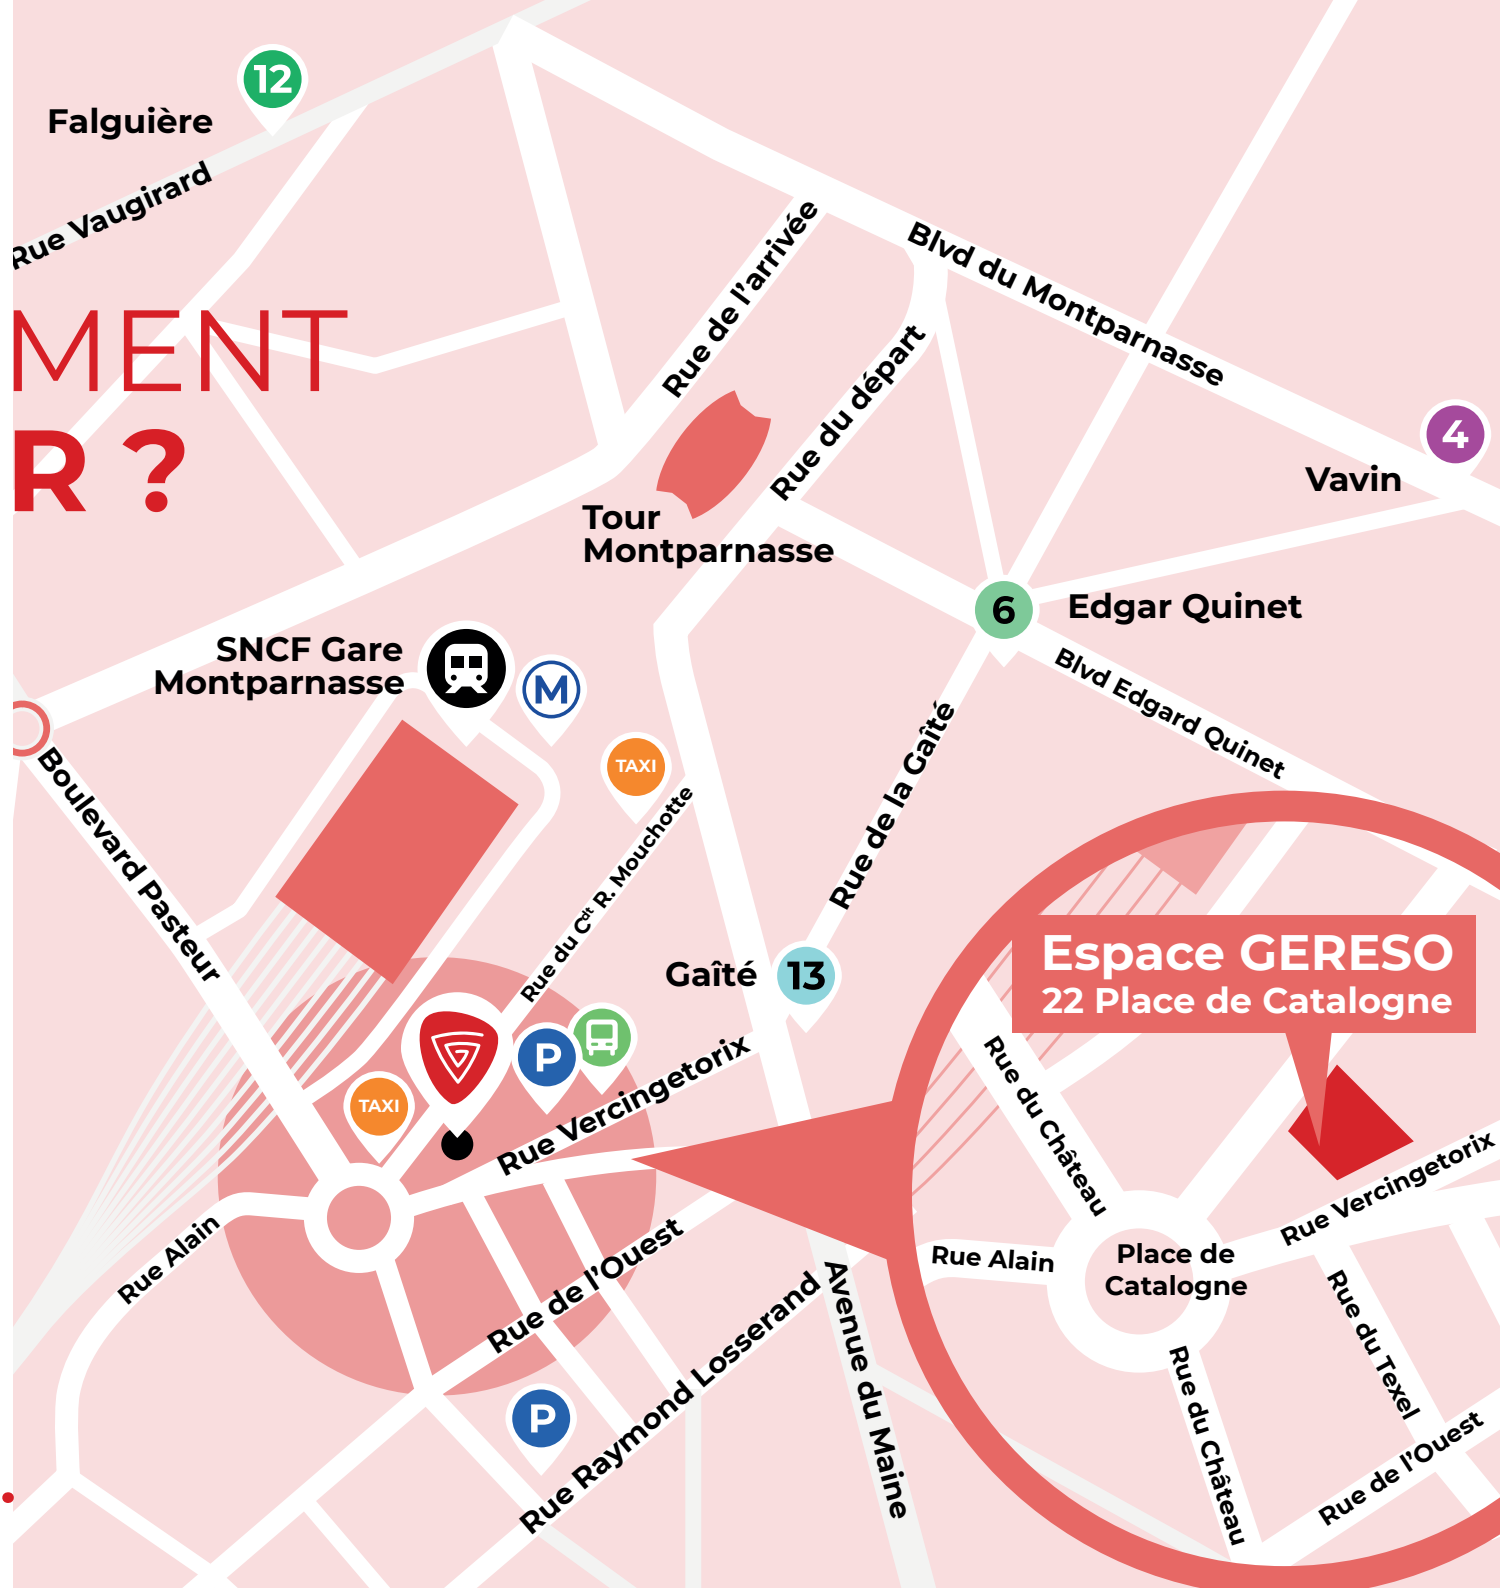 12
Falguière
Rue Vaugirard
MENT
R ?
Rue de l'arrivée
Blvd du Montparnasse
Rue du départ
4
Vavin
Tour
Montparnasse
6
Edgar Quinet
SNCF Gare
Montparnasse
M
TAXI
Blvd Edgard Quinet
Boulevard Pasteur
Rue du Cdt R. Mouchotte
Rue de la Gaîté
Gaîté
13
Espace GERESO
22 Place de Catalogne
P
TAXI
Rue Vercingetorix
Rue du Château
Rue Vercingetorix
Rue Alain
Rue de l'Ouest
Rue Alain
Place de
Catalogne
Rue Raymond Losserand
Avenue du Maine
Rue du Texel
Rue du Château
Rue de l'Ouest
P